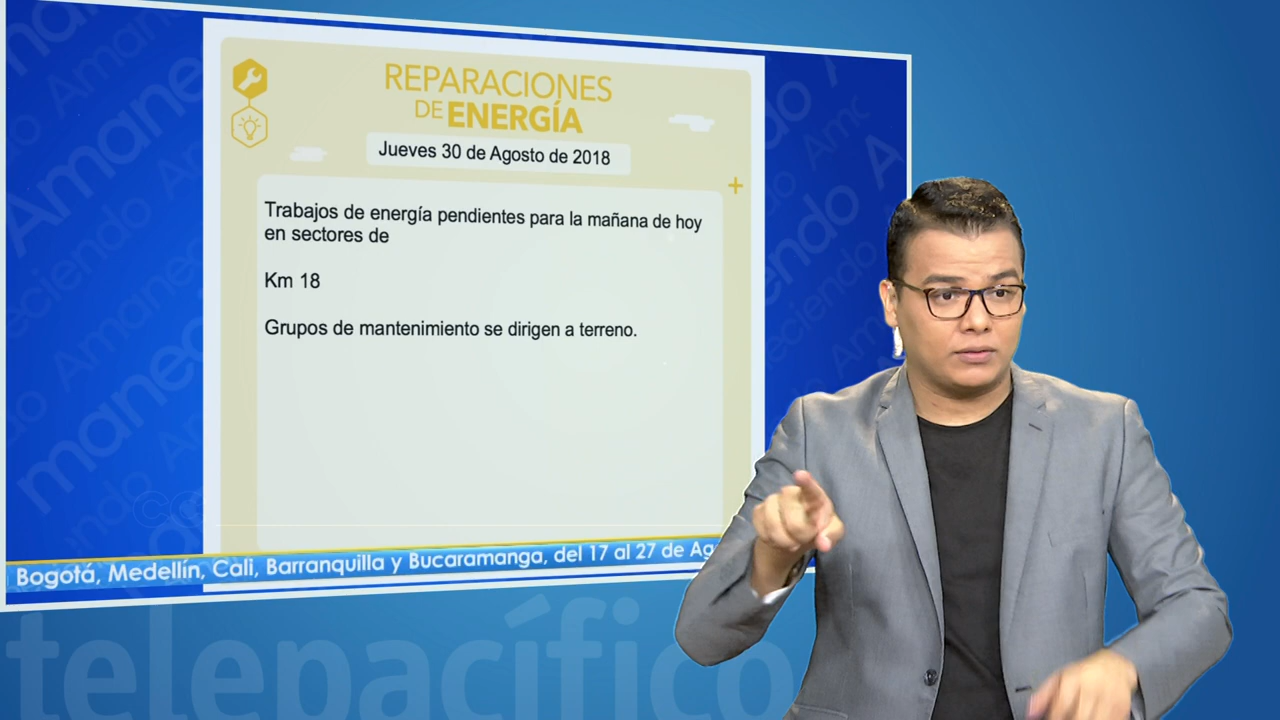 REPARACIONES
DE ENERGÍA
Jueves 30 de Agosto de 2018
Trabajos de energía pendientes para la mañana de hoy
en sectores de
Km 18
Grupos de mantenimiento se dirigen a terreno.
Bogotá, Medellín, Cali, Barranquilla y Bucaramanga, del 17 al 27 de Ag
telepacífico